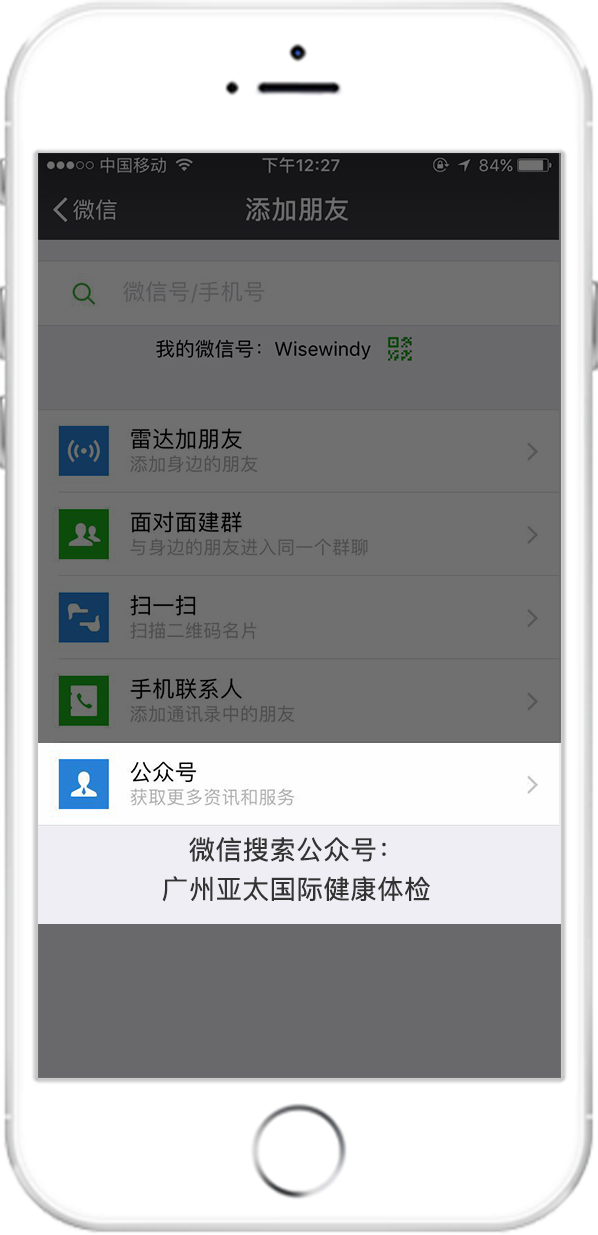 中国移动 下午12:27 84%
微信 添加朋友
微信号/手机号
我的微信号：Wisewindy
雷达加朋友
添加身边的朋友
面对面建群
与身边的朋友进入同一个群聊
扫一扫
扫描二维码名片
手机联系人
添加通讯录中的朋友
公众号
获取更多资讯和服务
微信搜索公众号：
广州亚太国际健康体检